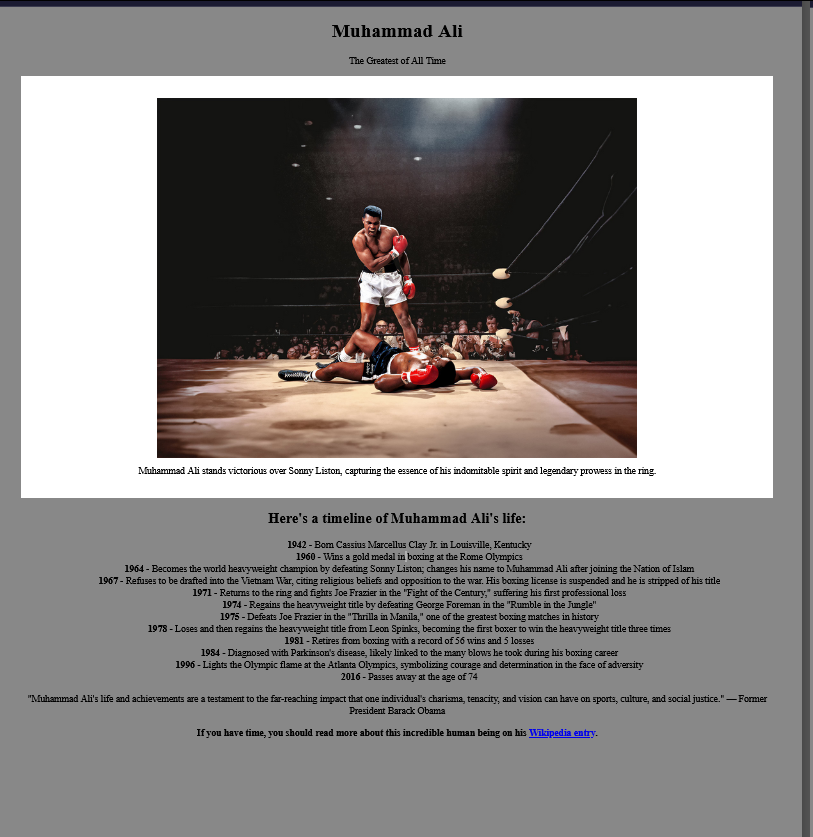 Muhammad Ali
The Greatest of All Time
Muhammad Ali stands victorious over Sonny Liston, capturing the essence of his indomitable spirit and legendary prowess in the ring.
Here's a timeline of Muhammad Ali's life:
1942 - Born Cassius Marcellus Clay Jr. in Louisville, Kentucky
1960 - Wins a gold medal in boxing at the Rome Olympics
1964 - Becomes the world heavyweight champion by defeating Sonny Liston; changes his name to Muhammad Ali after joining the Nation of Islam
1967 - Refuses to be drafted into the Vietnam War, citing religious beliefs and opposition to the war. His boxing license is suspended and he is stripped of his title
1971 - Returns to the ring and fights Joe Frazier in the "Fight of the Century," suffering his first professional loss
1974 - Regains the heavyweight title by defeating George Foreman in the "Rumble in the Jungle"
1975 - Defeats Joe Frazier in the "Thrilla in Manila," one of the greatest boxing matches in history
1978 - Loses and then regains the heavyweight title from Leon Spinks, becoming the first boxer to win the heavyweight title three times
1981 - Retires from boxing with a record of 56 wins and 5 losses
1984 - Diagnosed with Parkinson's disease, likely linked to the many blows he took during his boxing career
1996 - Lights the Olympic flame at the Atlanta Olympics, symbolizing courage and determination in the face of adversity
2016 - Passes away at the age of 74
"Muhammad Ali's life and achievements are a testament to the far-reaching impact that one individual's charisma, tenacity, and vision can have on sports, culture, and social justice." — Former
President Barack Obama
If you have time, you should read more about this incredible human being on his Wikipedia entry.